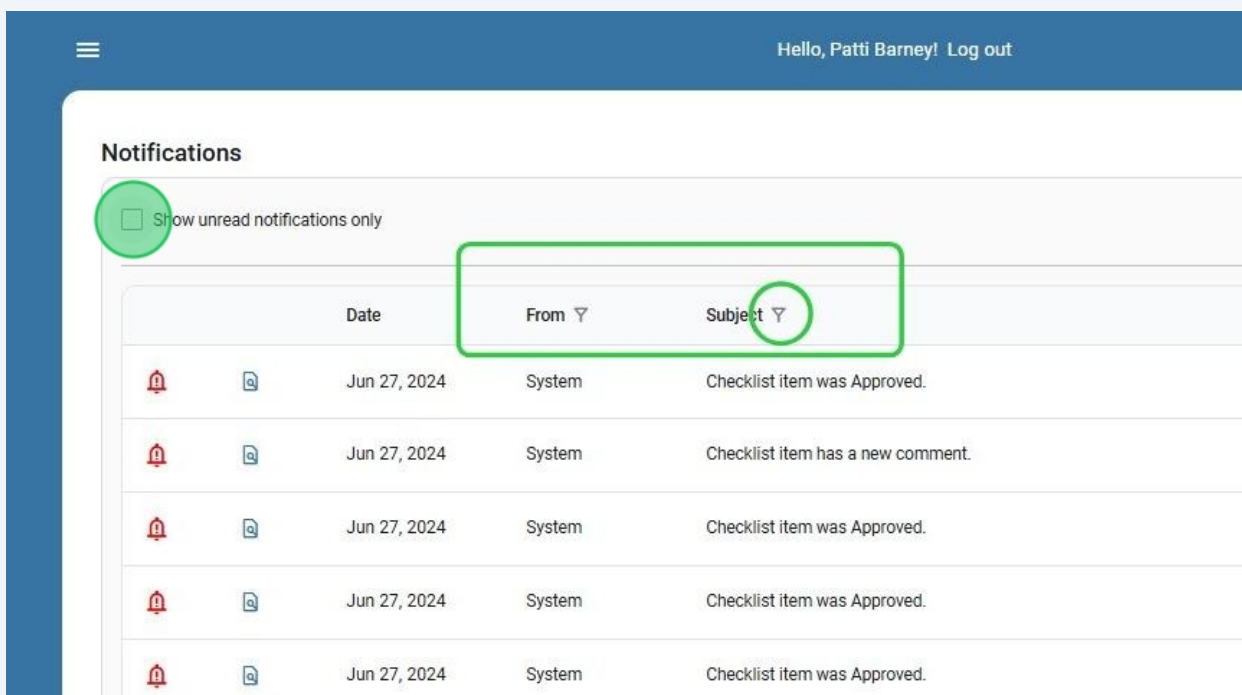 Hello, Patti Barney! Log out
Notifications
Show unread notifications only
Date From Subject
Jun 27, 2024 System Checklist item was Approved.
Jun 27, 2024 System Checklist item has a new comment.
Jun 27, 2024 System Checklist item was Approved.
Jun 27, 2024 System Checklist item was Approved.
Jun 27, 2024 System Checklist item was Approved.